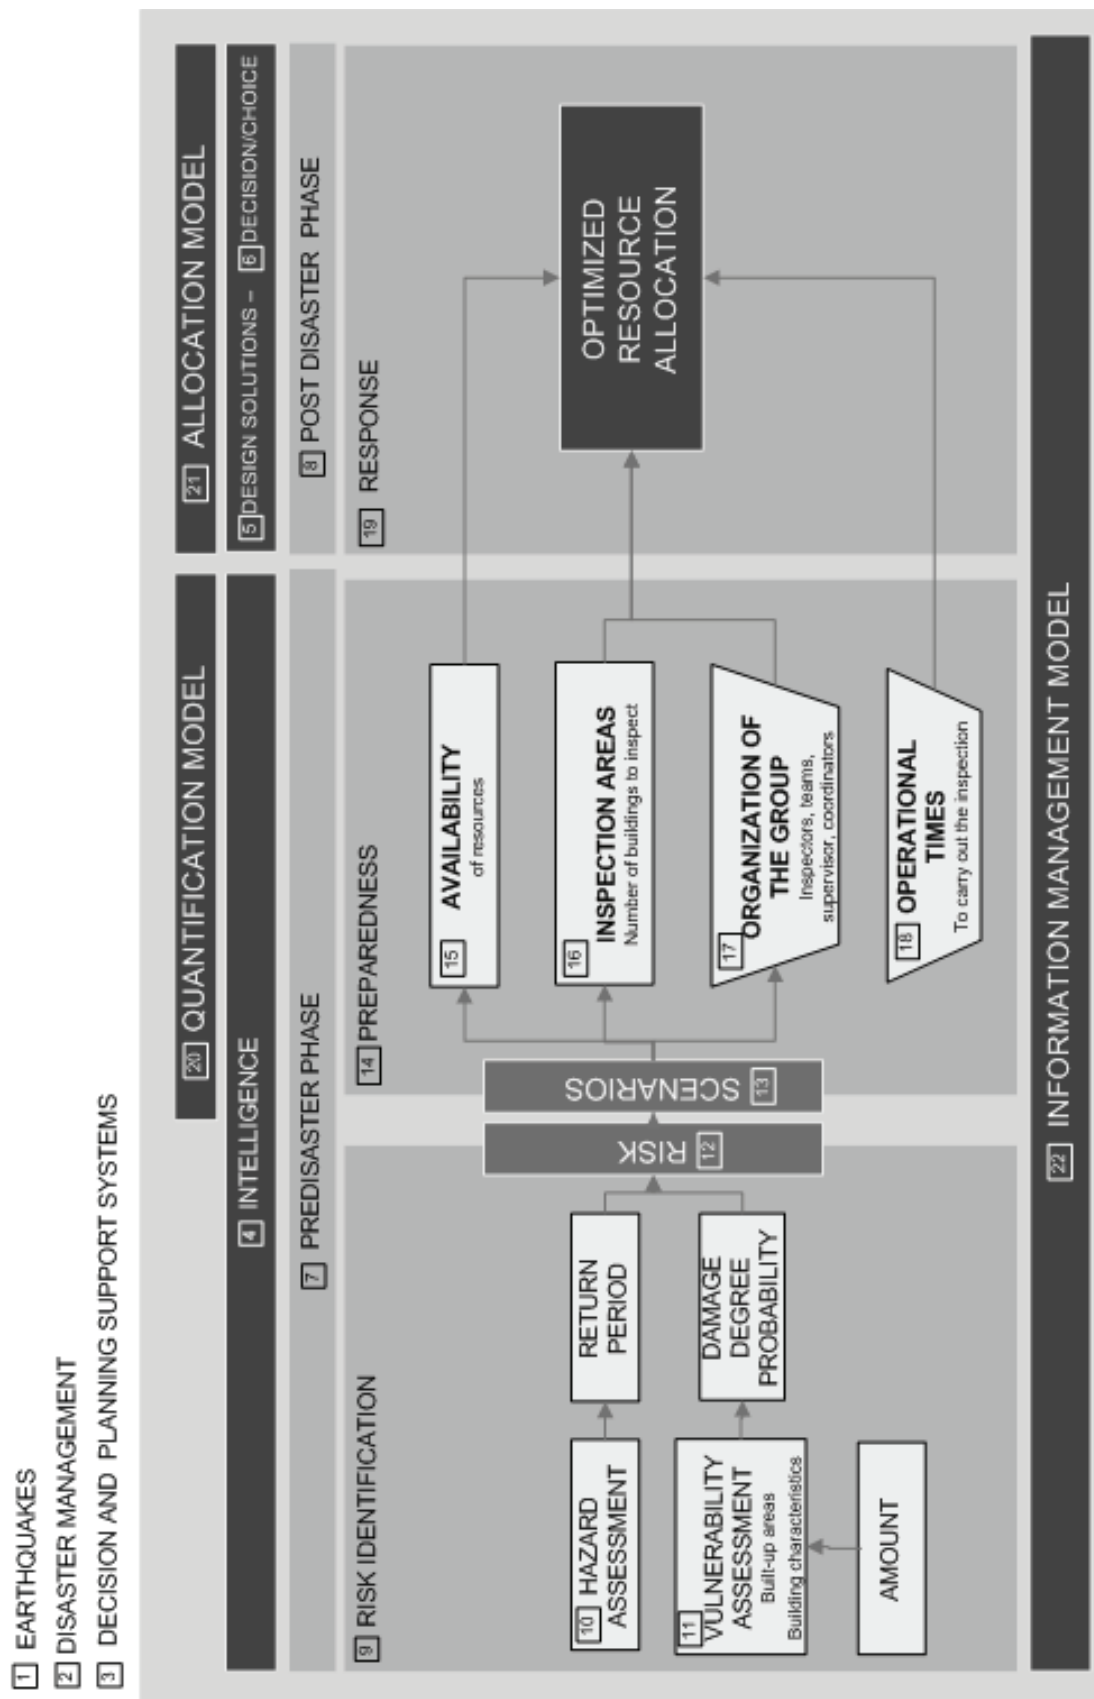 1 EARTHQUAKES
2 DISASTER MANAGEMENT
3 DECISION AND PLANNING SUPPORT SYSTEMS
20 QUANTIFICATION MODEL
21 ALLOCATION MODEL
4 INTELLIGENCE
5 DESIGN SOLUTIONS – 6 DECISION/CHOICE
7 PREDISASTER PHASE
8 POST DISASTER PHASE
9 RISK IDENTIFICATION
10 HAZARD
ASSESSMENT
RETURN
PERIOD
11
VULNERABILITY
ASSESSMENT
Built-up areas
Building characteristics
DAMAGE
DEGREE
PROBABILITY
AMOUNT
RISK 12
SCENARIOS 13
14 PREPAREDNESS
15 AVAILABILITY
of resources
16
INSPECTION AREAS
Number of buildings to inspect
17
ORGANIZATION OF
THE GROUP
Inspectors, teams,
supervisor, coordinators
18 OPERATIONAL
TIMES
To carry out the inspection
19 RESPONSE
OPTIMIZED
RESOURCE
ALLOCATION
22 INFORMATION MANAGEMENT MODEL